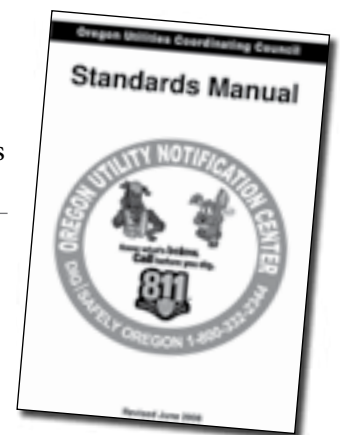 Oregon Utilities Coordinating Council
Standards Manual
OREGON UTILITY NOTIFICATION CENTER
Know what's below.
Call before you dig.
811
DIG SAFELY OREGON 1-800-332-2344
Revised June
s